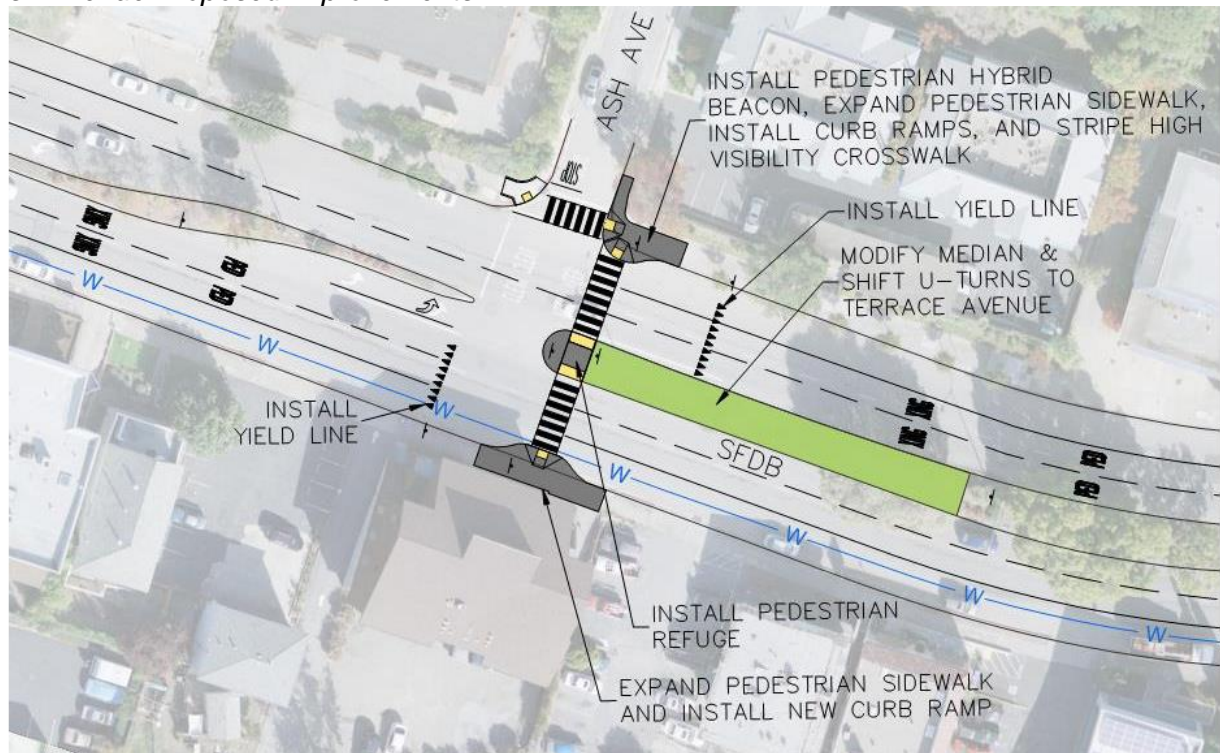 ASH AVE
INSTALL PEDESTRIAN HYBRID
BEACON, EXPAND PEDESTRIAN SIDEWALK,
INSTALL CURB RAMPS, AND STRIPE HIGH
VISIBILITY CROSSWALK
STOP
INSTALL YIELD LINE
MODIFY MEDIAN &
SHIFT U-TURNS TO
TERRACE AVENUE
W
W
W
W
W
W
W
INSTALL
YIELD LINE
SFDB
INSTALL PEDESTRIAN
REFUGE
EXPAND PEDESTRIAN SIDEWALK
AND INSTALL NEW CURB RAMP